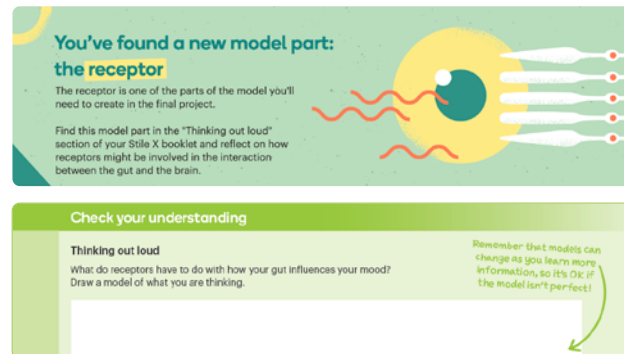 You've found a new model part:
the receptor
The receptor is one of the parts of the model you'll
need to create in the final project.
Find this model part in the "Thinking out loud"
section of your Stile X booklet and reflect on how
receptors might be involved in the interaction
between the gut and the brain.
Check your understanding
Thinking out loud
What do receptors have to do with how your gut influences your mood?
Draw a model of what you are thinking.
Remember that models can
change as you learn more
information, so it's OK if
the model isn't perfect!